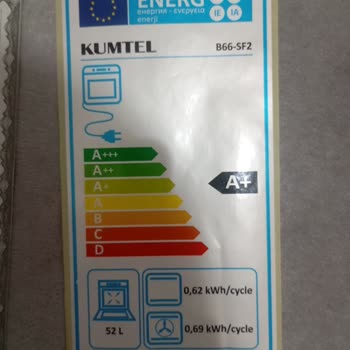 ENERG
енергия · ενεργεια
energi
IE IA
KUMTEL B66-SF2
A+++
A++
A+
A
B
C
D
A+
0,62 kWh/cycle
52 L
0,69 kWh/cycle